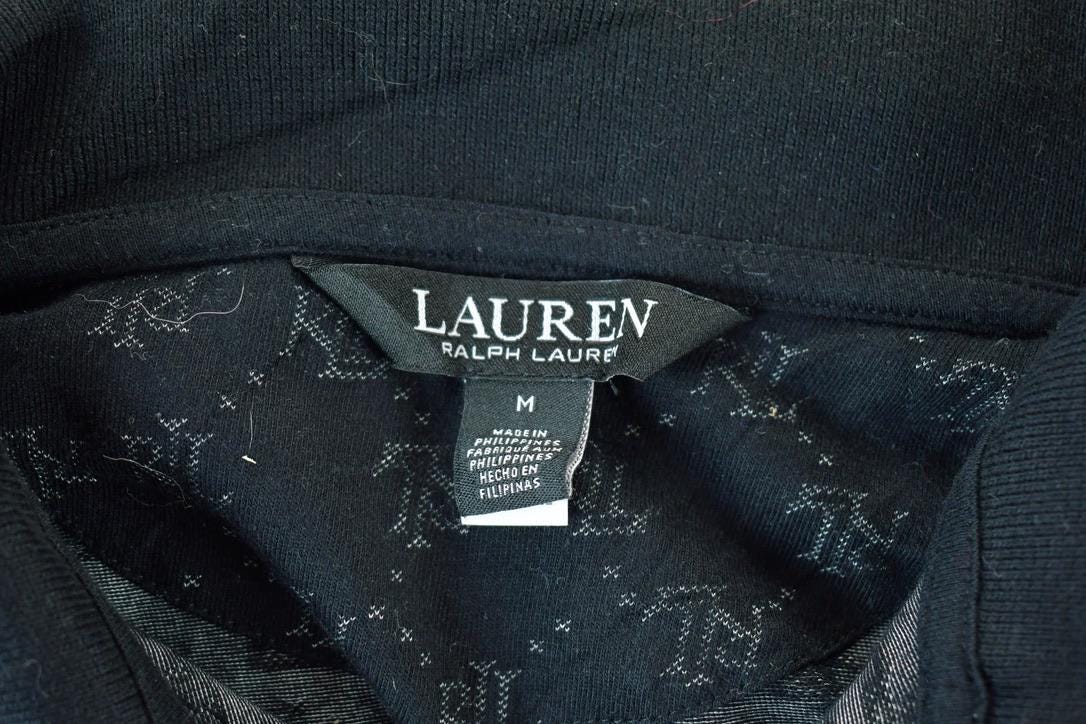 LAUREN
RALPH LAUREN
M
MADE IN
PHILIPPINES
FABRIQUÉ AUX
PHILIPPINES
HECHO EN
FILIPINAS